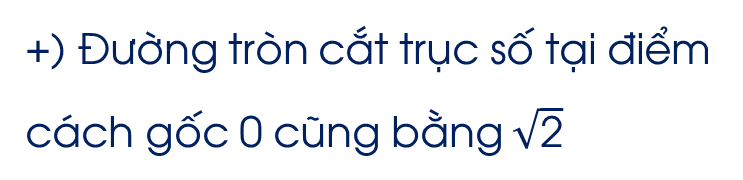 +) Đường tròn cắt trục số tại điểm
cách gốc 0 cũng bằng √2